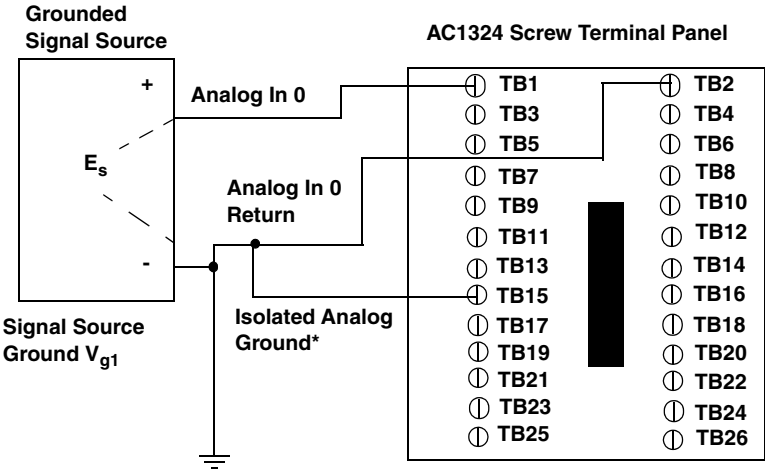 Grounded
Signal Source
AC1324 Screw Terminal Panel
+
Analog In 0
Es
Analog In 0
Return
-
Isolated Analog
Ground*
Signal Source
Ground Vg1
TB1
TB2
TB3
TB4
TB5
TB6
TB7
TB8
TB9
TB10
TB11
TB12
TB13
TB14
TB15
TB16
TB17
TB18
TB19
TB20
TB21
TB22
TB23
TB24
TB25
TB26